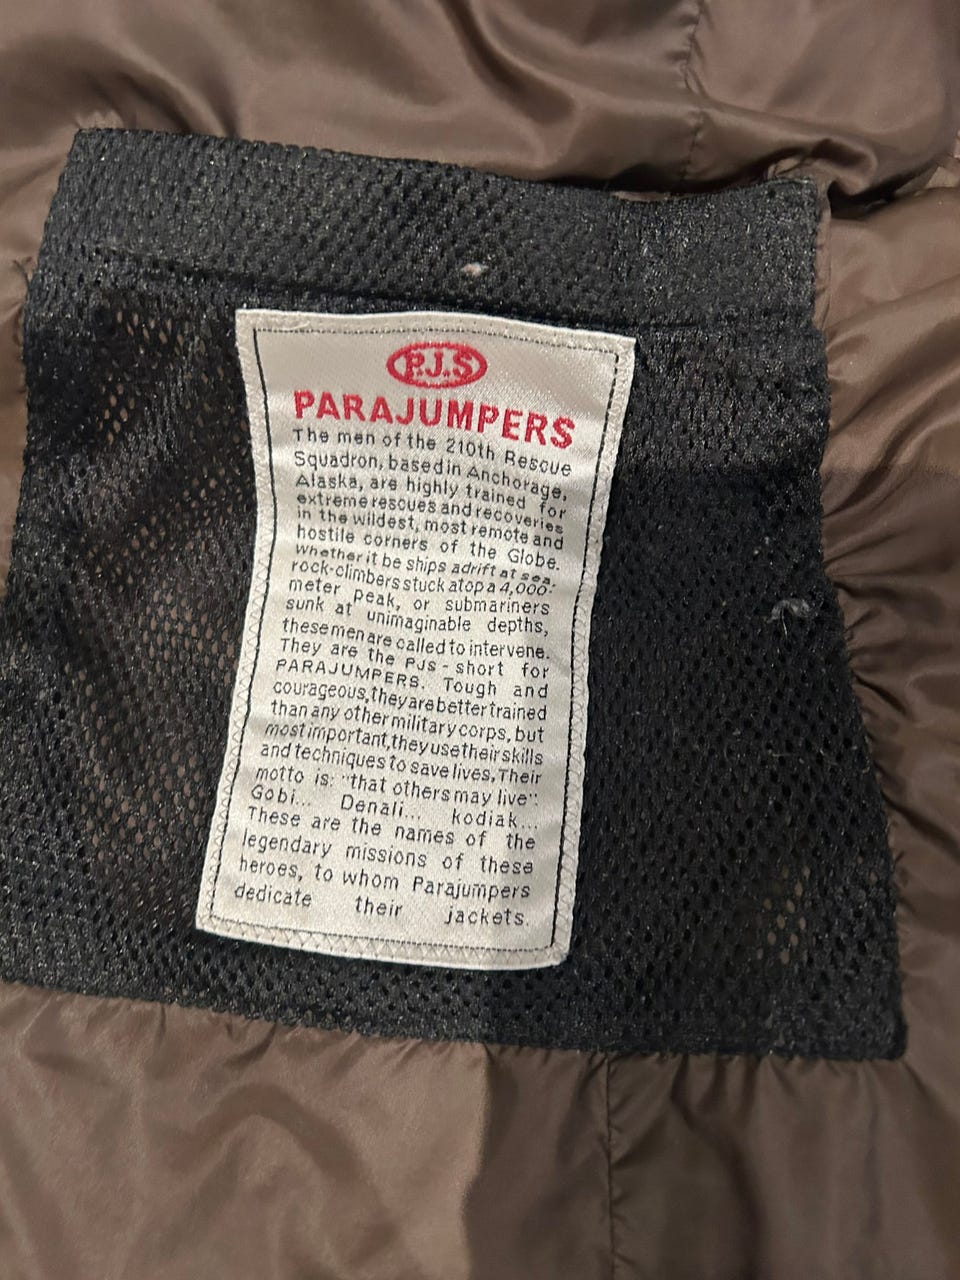 P.J.S
PARAJUMPERS
The men of the 210th Rescue
Squadron, based in Anchorage,
Alaska, are highly trained for
extreme rescues and recoveries
in the wildest, most remote and
hostile corners of the Globe.
Whether it be ships adrift at sea.
rock-climbers stuck atop a 4,000-
meter peak, or submariners
sunk at unimaginable depths,
these men are called to intervene.
They are the PJs - short for
PARAJUMPERS. Tough and
courageous, they are better trained
than any other military corps, but
most important, they use their skills
and techniques to save lives, Their
motto is: "that others may live":
Gobi... Denali... kodiak...
These are the names of the
legendary missions of these
heroes, to whom Parajumpers
dedicate their jackets.